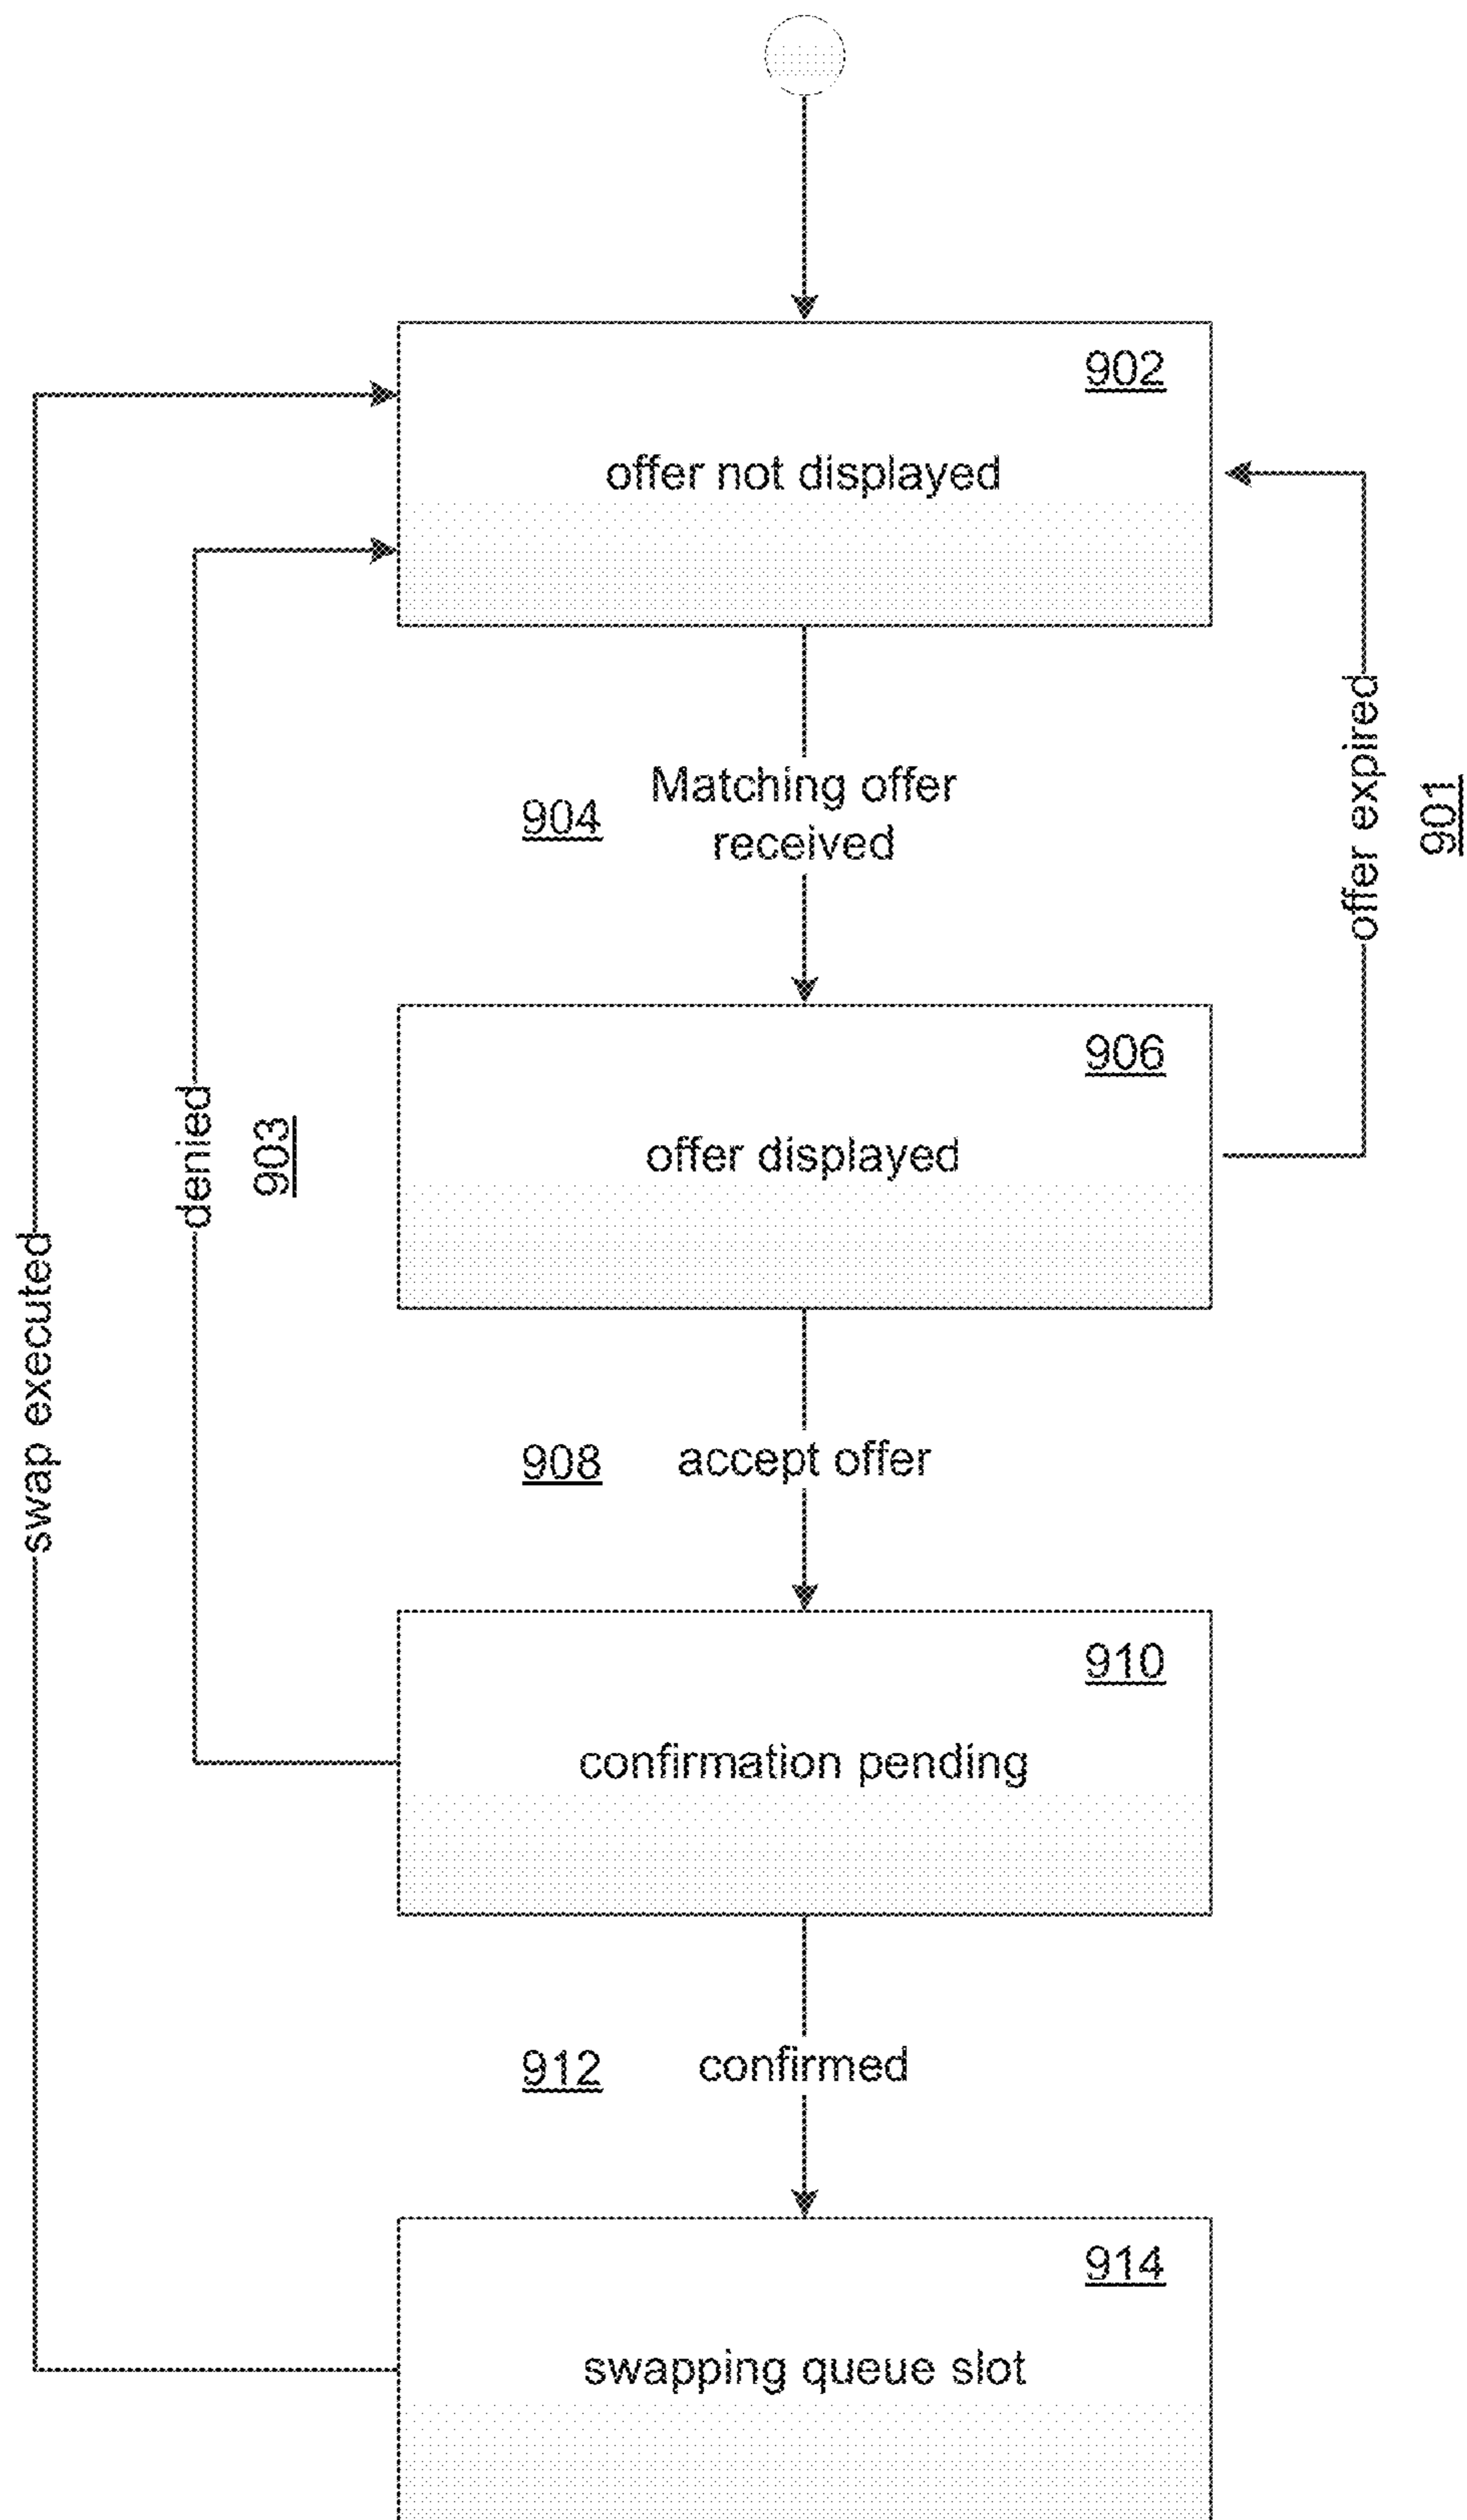 902
offer not displayed
904
Matching offer
received
offer expired
901
906
offer displayed
denied
903
swap executed
908
accept offer
910
confirmation pending
912
confirmed
914
swapping queue slot